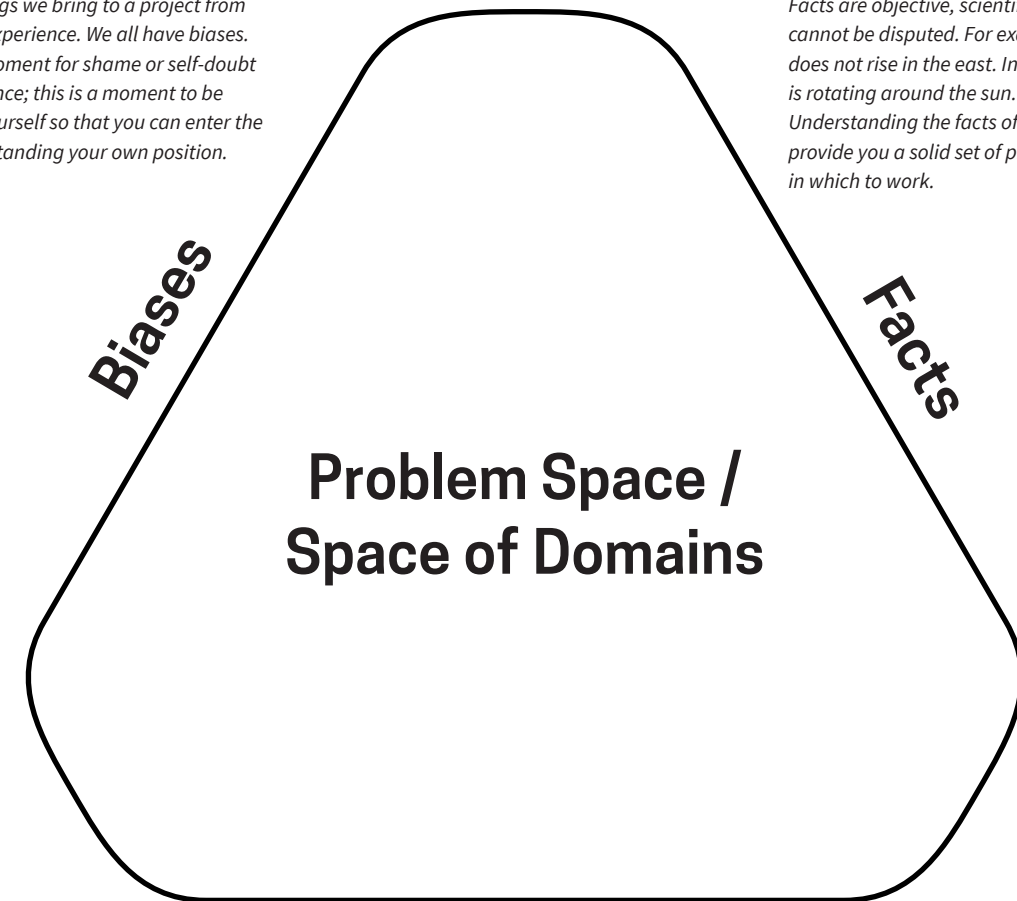 gs we bring to a project from
xperience. We all have biases.
oment for shame or self-doubt
nce; this is a moment to be
urself so that you can enter the
tanding your own position.
Facts are objective, scienti
cannot be disputed. For exa
does not rise in the east. In
is rotating around the sun.
Understanding the facts of
provide you a solid set of p
in which to work.
Biases
Facts
Problem Space /
Space of Domains